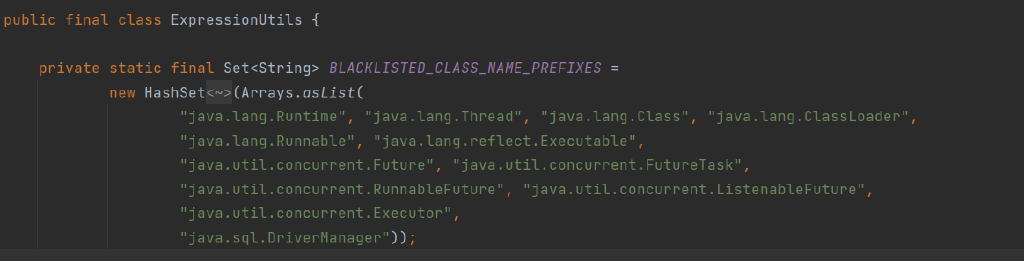 public final class ExpressionUtils {
private static final Set<String> BLACKLISTED_CLASS_NAME_PREFIXES =
new HashSet<~>(Arrays.asList(
"java.lang.Runtime", "java.lang.Thread", "java.lang.Class", "java.lang.ClassLoader",
"java.lang.Runnable", "java.lang.reflect.Executable",
"java.util.concurrent.Future", "java.util.concurrent.FutureTask",
"java.util.concurrent.RunnableFuture", "java.util.concurrent.ListenableFuture",
"java.util.concurrent.Executor",
"java.sql.DriverManager"));